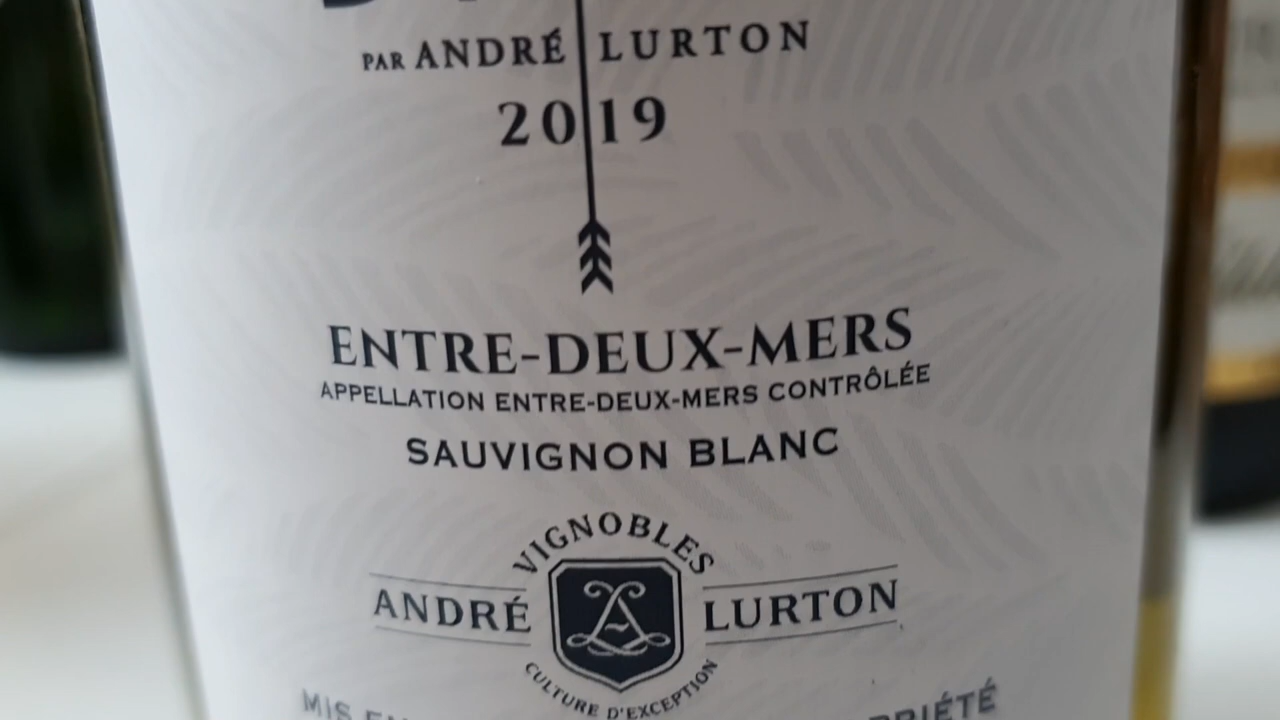 PAR ANDRÉ LURTON
2019
ENTRE-DEUX-MERS
APPELLATION ENTRE-DEUX-MERS CONTRÔLÉE
SAUVIGNON BLANC
VIGNOBLES
ANDRÉ LURTON
CULTURE D'EXCEPTION
MIS